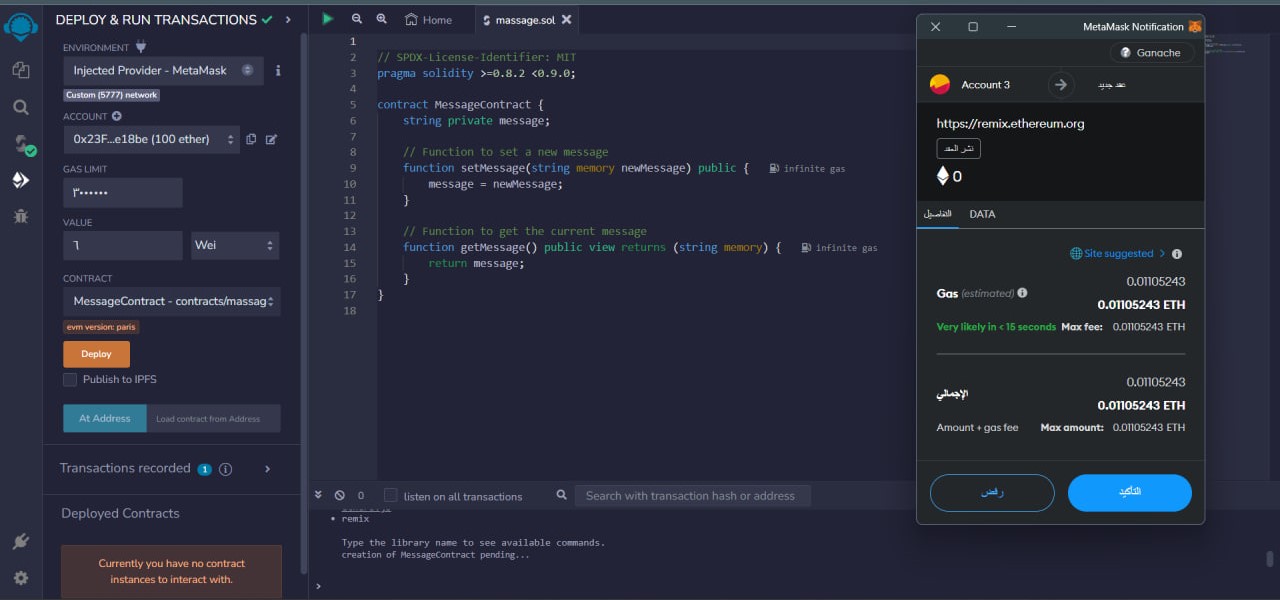 DEPLOY & RUN TRANSACTIONS
ENVIRONMENT
Injected Provider - MetaMask
Custom (5777) network
ACCOUNT
0x23F...e18be (100 ether)
GAS LIMIT
٣٠٠٠٠٠٠
VALUE
٦
Wei
CONTRACT
MessageContract - contracts/massag
evm version: paris
Deploy
Publish to IPFS
At Address
Load contract from Address
Transactions recorded 1
Deployed Contracts
Currently you have no contract
instances to interact with.
Home
massage.sol
1
2 // SPDX-License-Identifier: MIT
3 pragma solidity >=0.8.2 <0.9.0;
4
5 contract MessageContract {
6 string private message;
7
8 // Function to set a new message
9 function setMessage(string memory newMessage) public { infinite gas
10 message = newMessage;
11 }
12
13 // Function to get the current message
14 function getMessage() public view returns (string memory) { infinite gas
15 return message;
16 }
17 }
18
0
listen on all transactions
Search with transaction hash or address
remix
Type the library name to see available commands.
creation of MessageContract pending...
>
MetaMask Notification
Ganache
Account 3
عقد جديد
https://remix.ethereum.org
نشر العقد
0
التفاصيل
DATA
Site suggested >
0.01105243
Gas (estimated)
0.01105243 ETH
Very likely in < 15 seconds Max fee: 0.01105243 ETH
0.01105243
الإجمالي
0.01105243 ETH
Amount + gas fee Max amount: 0.01105243 ETH
رفض
التأكيد